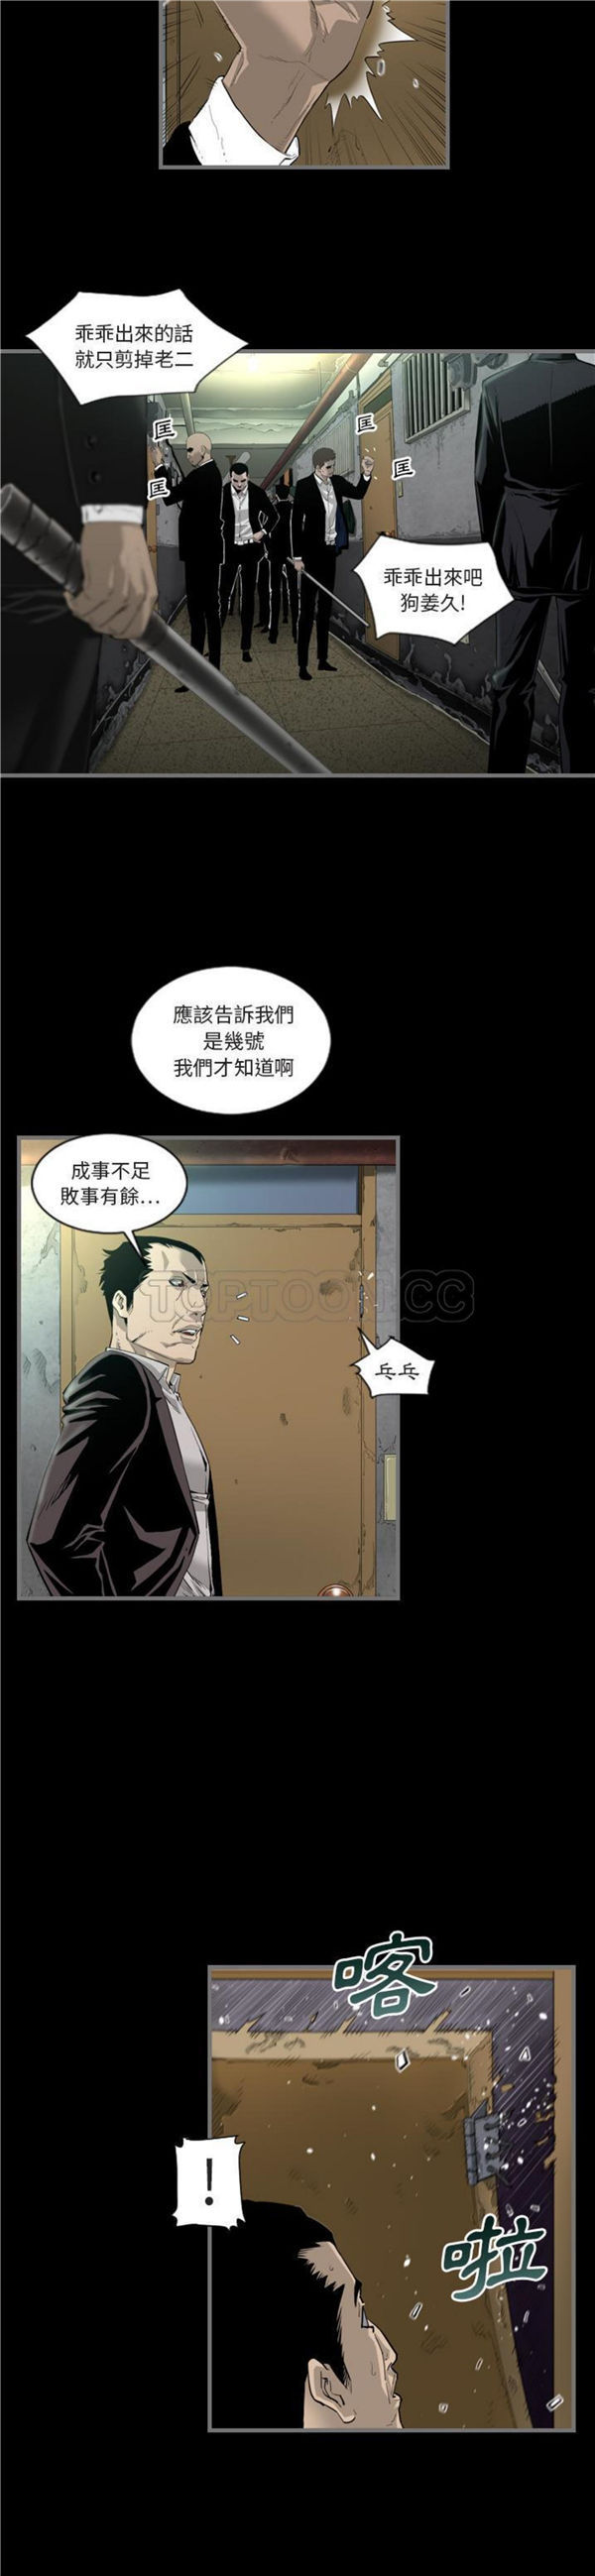 乖乖出來的話
就只剪掉老二
匡
匡
匡
匡
乖乖出來吧
狗姜久!
應該告訴我們
是幾號
我們才知道啊
成事不足
敗事有餘...
TOPTOON.CC
乓乓
喀
!
啦